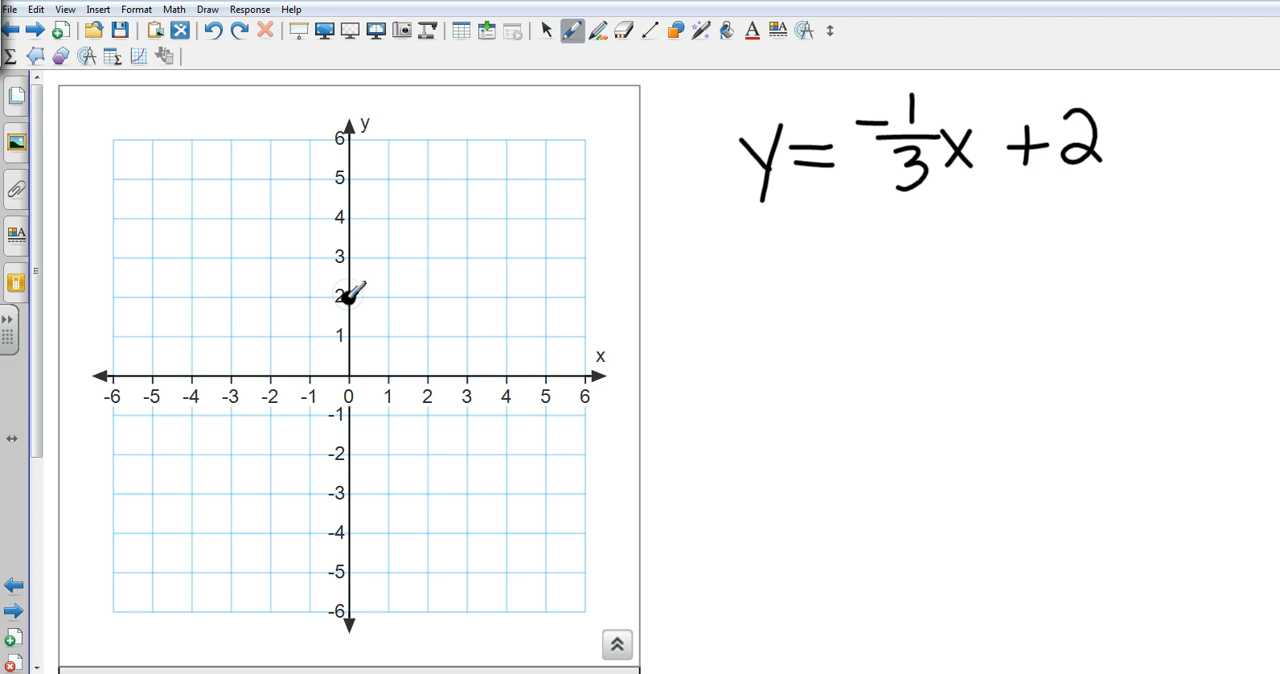 File Edit View Insert Format Math Draw Response Help
y = -1/3 x + 2
y
6
5
4
3
2
1
x
-6 -5 -4 -3 -2 -1 0 1 2 3 4 5 6
-1
-2
-3
-4
-5
-6